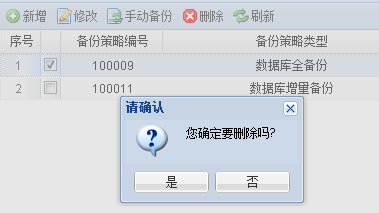 新增 修改 手动备份 删除 刷新
序号 备份策略编号 备份策略类型
1 100009 数据库全备份
2 100011 数据库增量备份
请确认
您确定要删除吗?
是 否